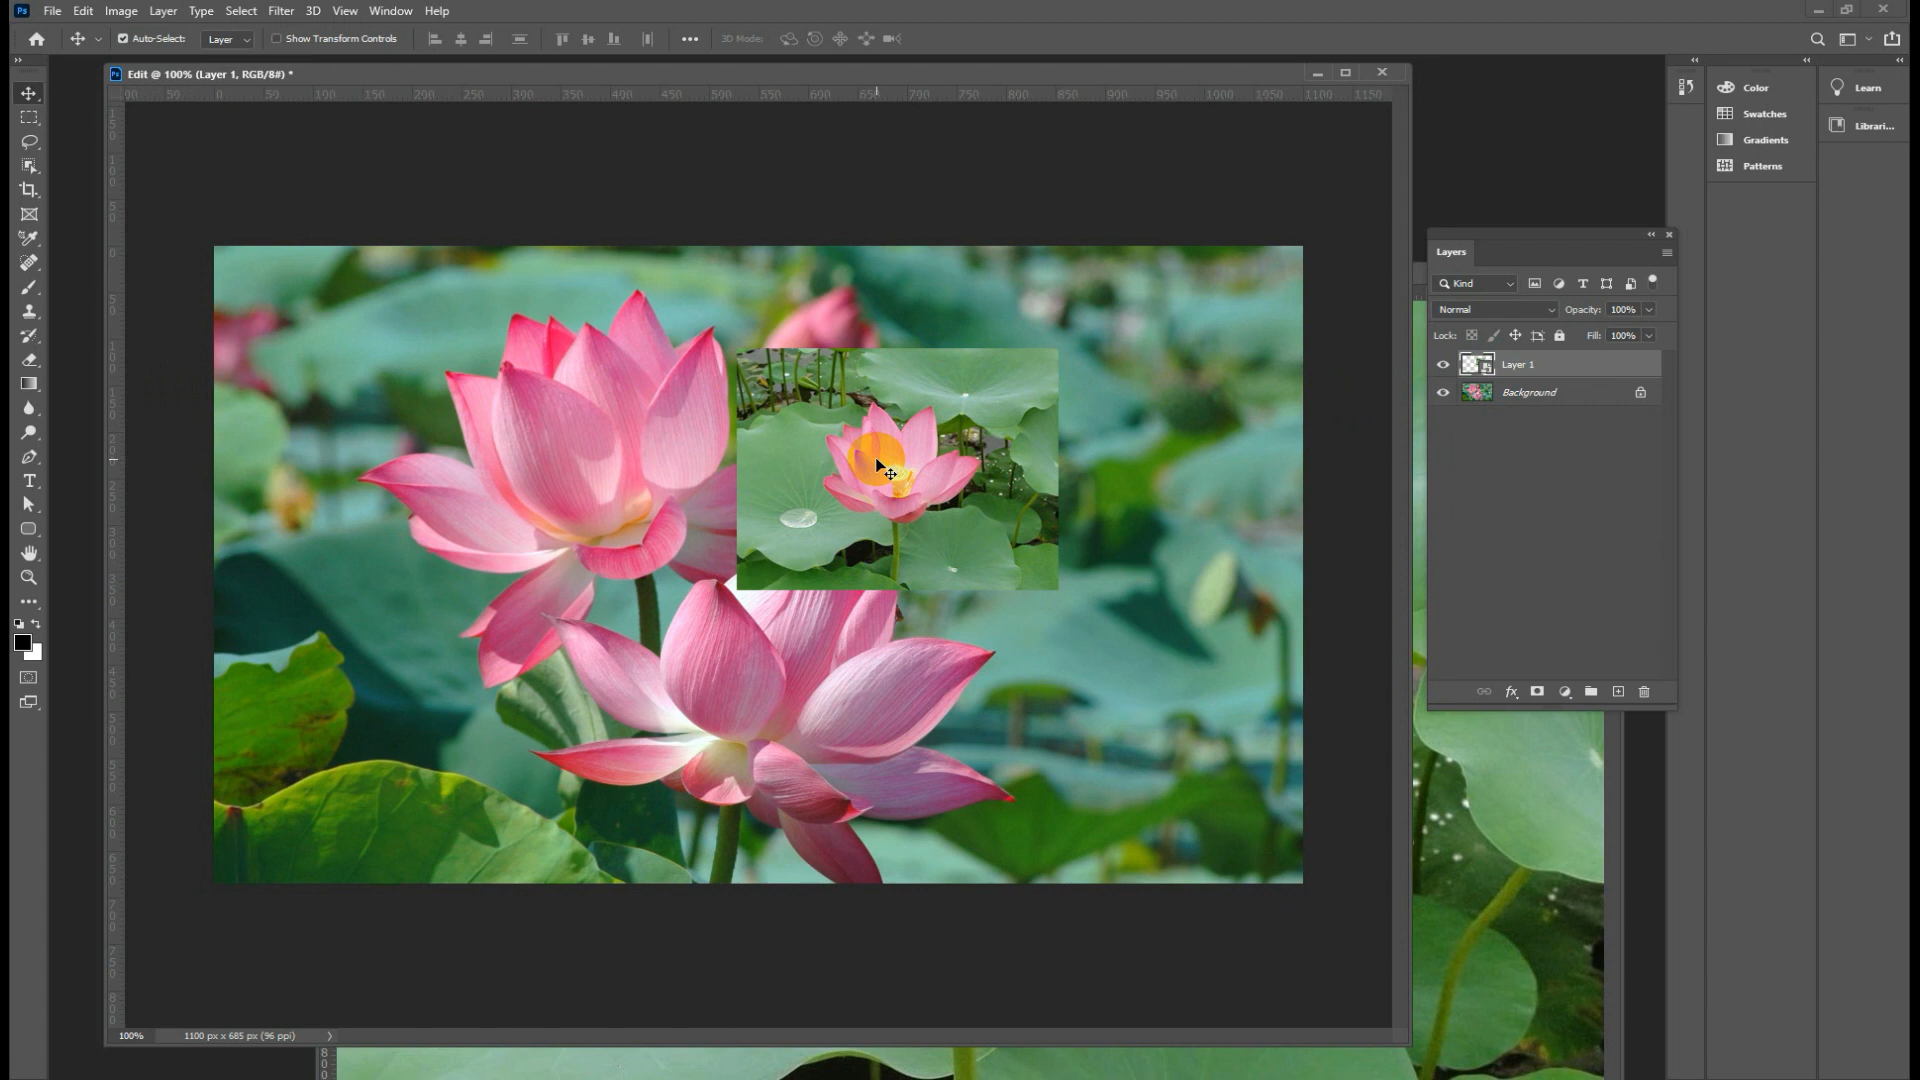 Ps File Edit Image Layer Type Select Filter 3D View Window Help
Auto-Select: Layer Show Transform Controls 3D Mode:
Ps Edit @ 100% (Layer 1, RGB/8#) *
50 0 50 100 150 200 250 300 350 400 450 500 550 600 650 700 750 800 850 900 950 1000 1050 1100 1150
Color
Swatches
Gradients
Patterns
Learn
Librari...
Layers
Kind
Normal Opacity: 100%
Lock: Fill: 100%
Layer 1
Background
fx
100% 1100 px x 685 px (96 ppi)